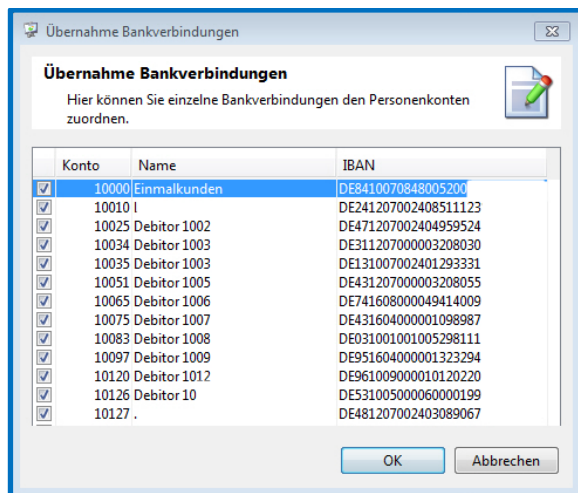 Übernahme Bankverbindungen
Übernahme Bankverbindungen
Hier können Sie einzelne Bankverbindungen den Personenkonten
zuordnen.
Konto Name IBAN
10000 Einmalkunden DE8410070848005200
10010 l DE241207002408511123
10025 Debitor 1002 DE471207002404959524
10034 Debitor 1003 DE311207000003208030
10035 Debitor 1003 DE131007002401293331
10051 Debitor 1005 DE431207000003208055
10065 Debitor 1006 DE741608000049414009
10075 Debitor 1007 DE431604000001098987
10083 Debitor 1008 DE031001001005298111
10097 Debitor 1009 DE951604000001323294
10120 Debitor 1012 DE961009000010120220
10126 Debitor 10 DE531005000060000199
10127 . DE481207002403089067
OK Abbrechen